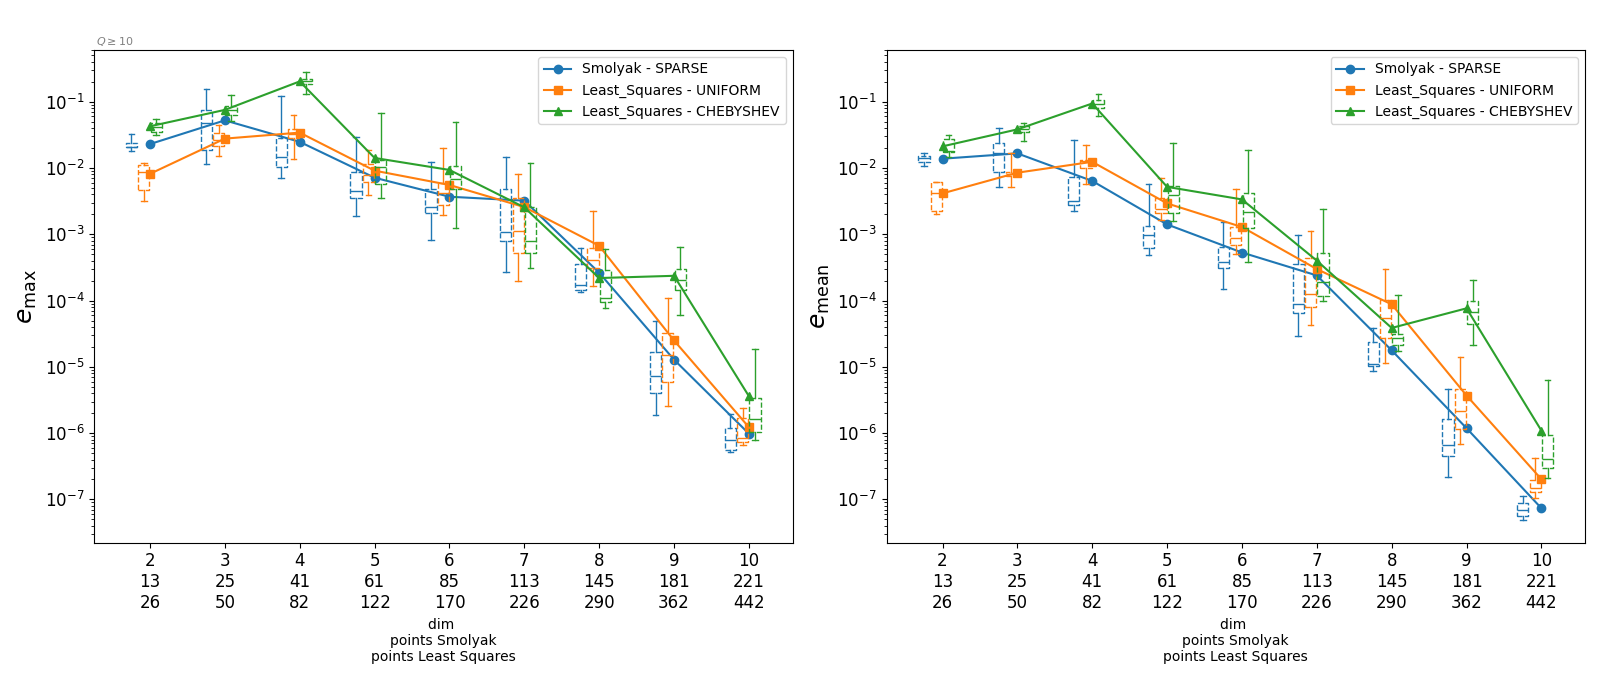 Q ≥ 10
Smolyak - SPARSE
Least_Squares - UNIFORM
Least_Squares - CHEBYSHEV
10⁻¹
10⁻²
10⁻³
10⁻⁴
10⁻⁵
10⁻⁶
10⁻⁷
e_max
2 3 4 5 6 7 8 9 10
13 25 41 61 85 113 145 181 221
26 50 82 122 170 226 290 362 442
dim
points Smolyak
points Least Squares
Smolyak - SPARSE
Least_Squares - UNIFORM
Least_Squares - CHEBYSHEV
10⁻¹
10⁻²
10⁻³
10⁻⁴
10⁻⁵
10⁻⁶
10⁻⁷
e_mean
2 3 4 5 6 7 8 9 10
13 25 41 61 85 113 145 181 221
26 50 82 122 170 226 290 362 442
dim
points Smolyak
points Least Squares